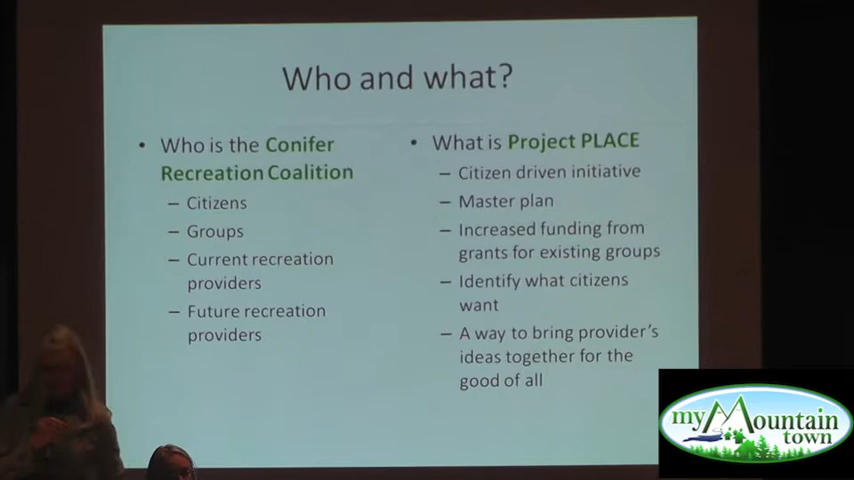 Who and what?
• Who is the Conifer
Recreation Coalition
– Citizens
– Groups
– Current recreation
providers
– Future recreation
providers
• What is Project PLACE
– Citizen driven initiative
– Master plan
– Increased funding from
grants for existing groups
– Identify what citizens
want
– A way to bring provider's
ideas together for the
good of all
my Mountain
town